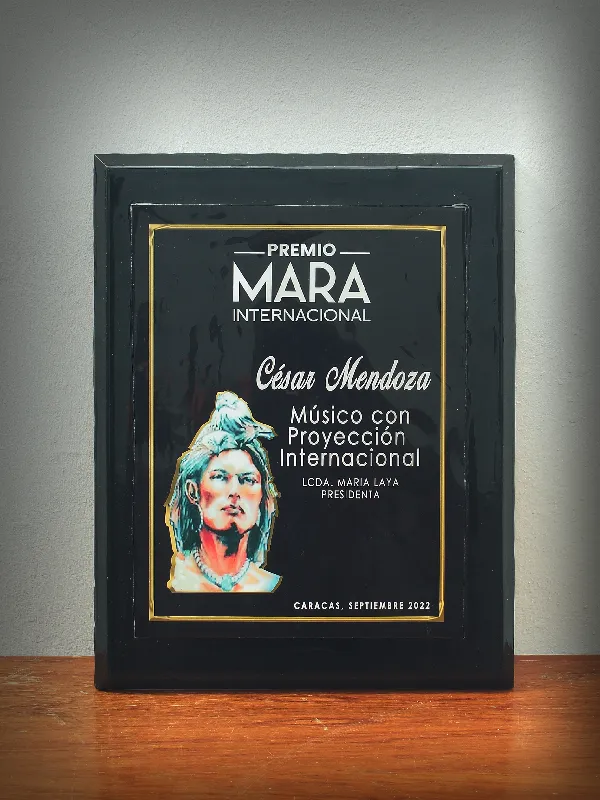 PREMIO
MARA
INTERNACIONAL
César Mendoza
Músico con
Proyección
Internacional
LCDA. MARIA LAYA
PRESIDENTA
CARACAS, SEPTIEMBRE 2022